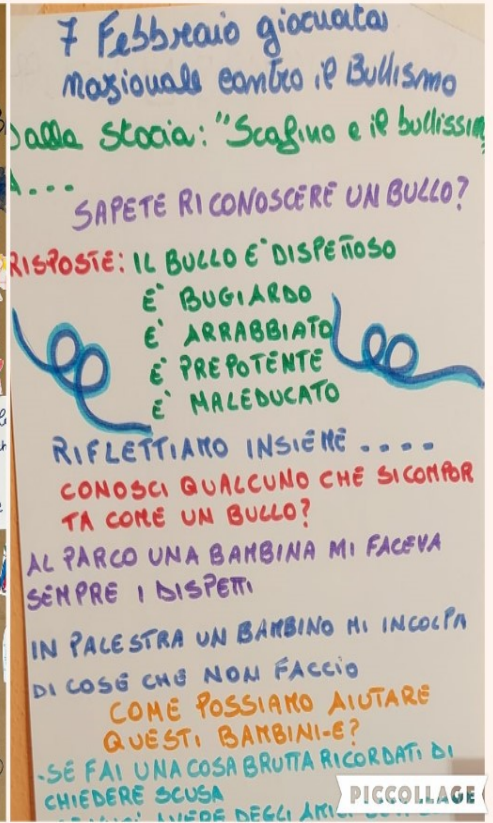 7 Febbraio giornata
nazionale contro il Bullismo
Dalla storia: "Scafino e il bullissim
A...
SAPETE RICONOSCERE UN BULLO?
RISPOSTE: IL BULLO E' DISPETTOSO
E' BUGIARDO
E' ARRABBIATO
E' PREPOTENTE
E' MALEDUCATO
RIFLETTIAMO INSIEME ....
CONOSCI QUALCUNO CHE SI COMPOR
TA COME UN BULLO?
AL PARCO UNA BAMBINA MI FACEVA
SEMPRE I DISPETTI
IN PALESTRA UN BAMBINO MI INCOLPA
DI COSE CHE NON FACCIO
COME POSSIAMO AIUTARE
QUESTI BAMBINI-E?
-SE FAI UNA COSA BRUTTA RICORDATI DI
CHIEDERE SCUSA
AVERE DEGLI AMICI
PICCOLLAGE